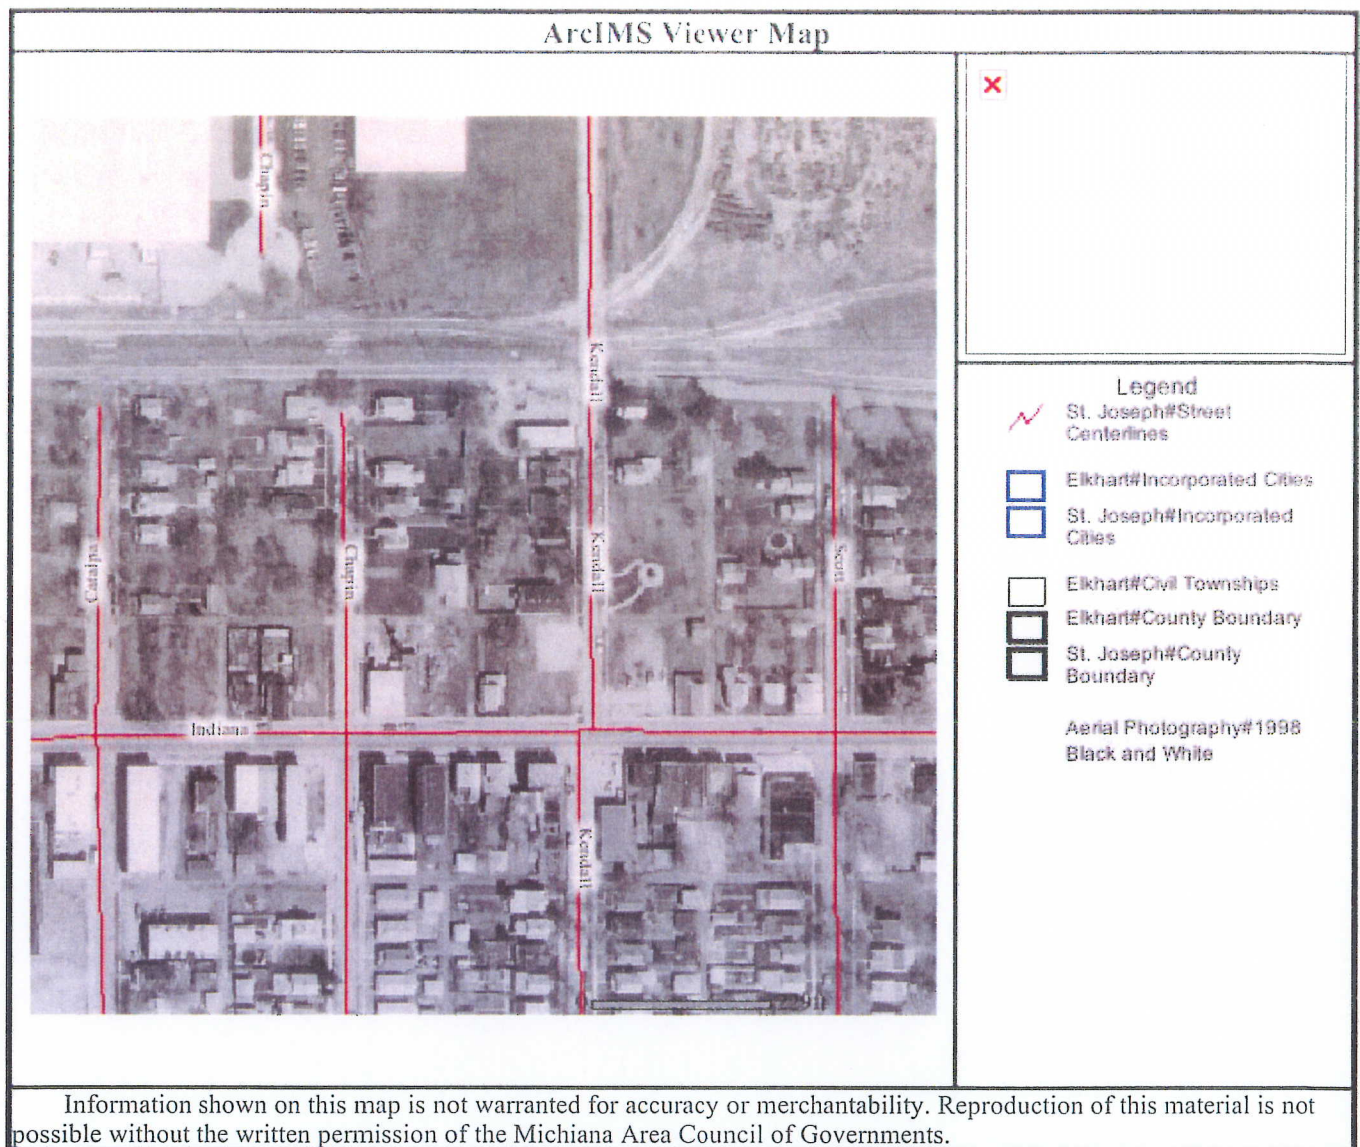 ArcIMS Viewer Map
Chapin
Kendall
Catalpa
Chapin
Kendall
Scott
Indiana
Kendall
0 229ft
Legend
St. Joseph#Street
Centerlines
Elkhart#Incorporated Cities
St. Joseph#Incorporated
Cities
Elkhart#Civil Townships
Elkhart#County Boundary
St. Joseph#County
Boundary
Aerial Photography#1998
Black and White
Information shown on this map is not warranted for accuracy or merchantability. Reproduction of this material is not
possible without the written permission of the Michiana Area Council of Governments.